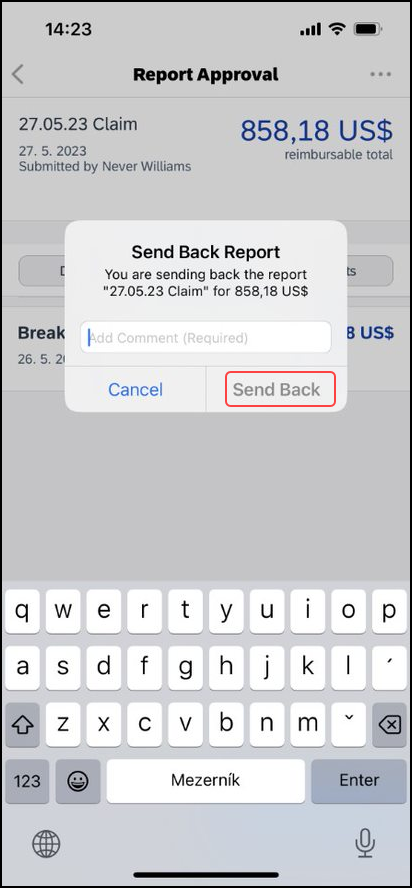 14:23
Report Approval
27.05.23 Claim
858,18 US$
27. 5. 2023
reimbursable total
Submitted by Never Williams
Send Back Report
You are sending back the report
"27.05.23 Claim" for 858,18 US$
Add Comment (Required)
Cancel
Send Back
8 US$
26. 5.
q w e r t y u i o p
a s d f g h j k l ´
z x c v b n m ˇ
123
Mezerník
Enter